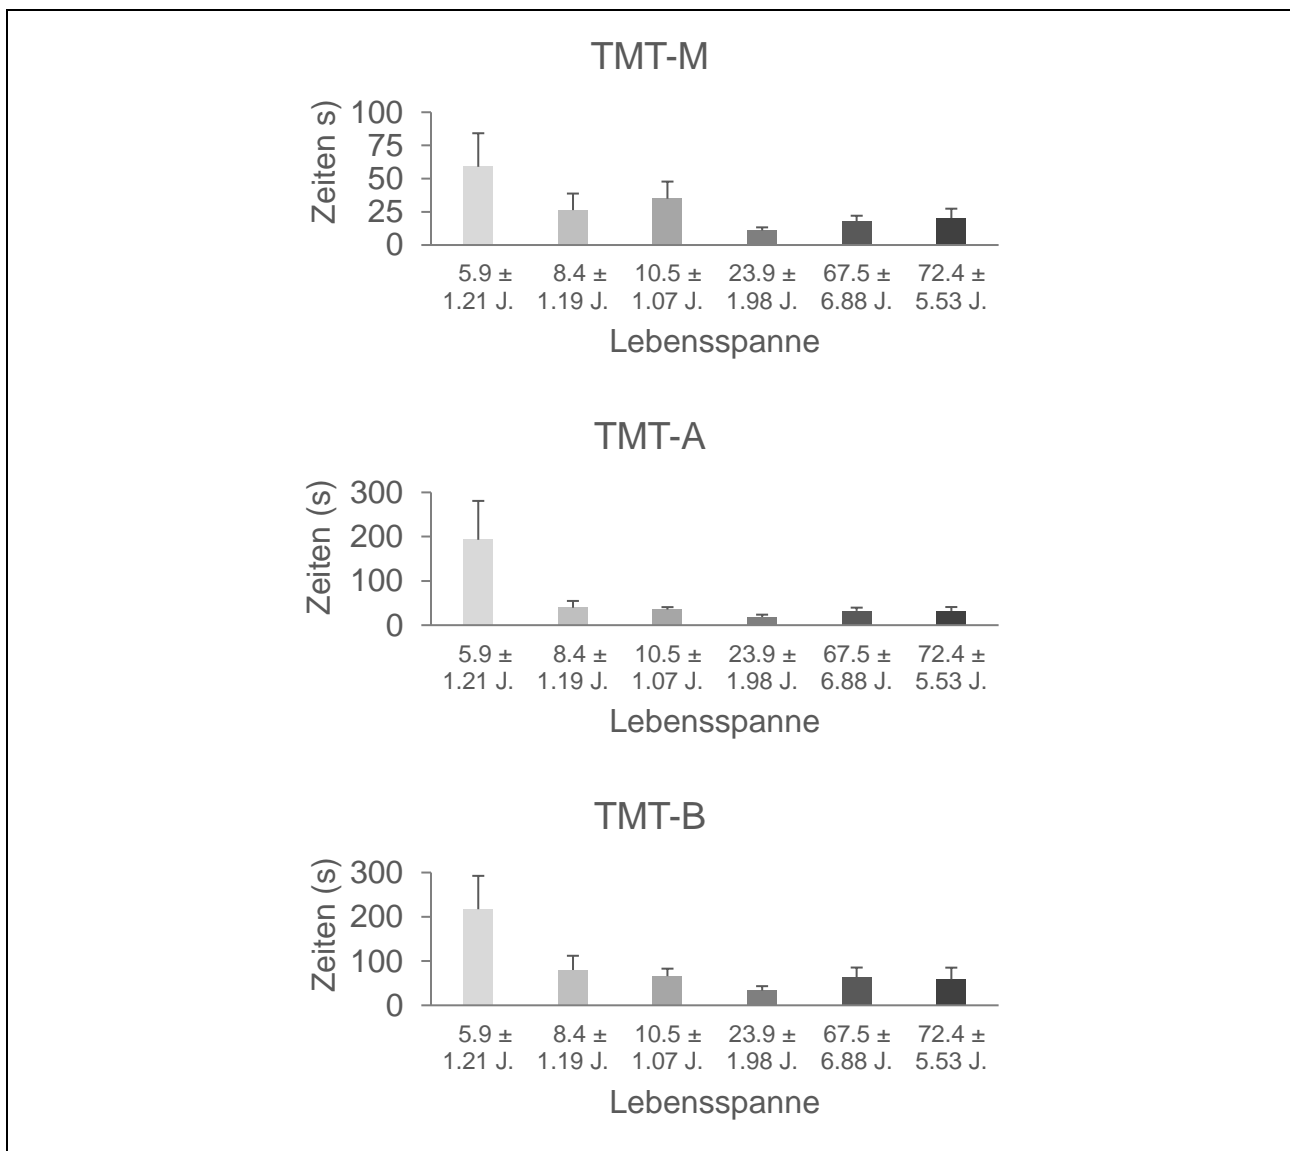 TMT-M
Zeiten s)
100
75
50
25
0
5.9 ± 8.4 ± 10.5 ± 23.9 ± 67.5 ± 72.4 ±
1.21 J. 1.19 J. 1.07 J. 1.98 J. 6.88 J. 5.53 J.
Lebensspanne
TMT-A
Zeiten (s)
300
200
100
0
5.9 ± 8.4 ± 10.5 ± 23.9 ± 67.5 ± 72.4 ±
1.21 J. 1.19 J. 1.07 J. 1.98 J. 6.88 J. 5.53 J.
Lebensspanne
TMT-B
Zeiten (s)
300
200
100
0
5.9 ± 8.4 ± 10.5 ± 23.9 ± 67.5 ± 72.4 ±
1.21 J. 1.19 J. 1.07 J. 1.98 J. 6.88 J. 5.53 J.
Lebensspanne